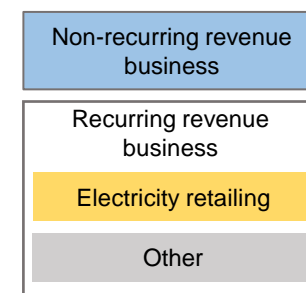 Non-recurring revenue
business
Recurring revenue
business
Electricity retailing
Other